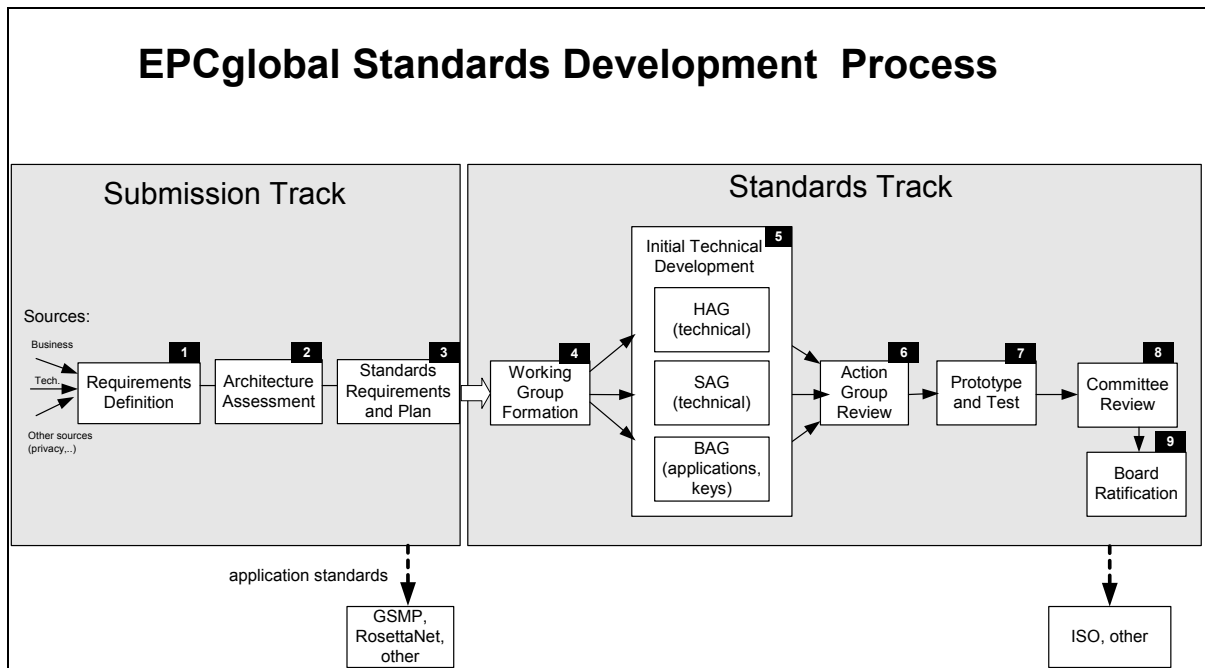 EPCglobal Standards Development Process
Submission Track
Standards Track
Sources:
Business
Tech.
Other sources
(privacy,..)
1
Requirements
Definition
2
Architecture
Assessment
3
Standards
Requirements
and Plan
4
Working
Group
Formation
5
Initial Technical
Development
HAG
(technical)
SAG
(technical)
BAG
(applications,
keys)
6
Action
Group
Review
7
Prototype
and Test
8
Committee
Review
9
Board
Ratification
application standards
GSMP,
RosettaNet,
other
ISO, other